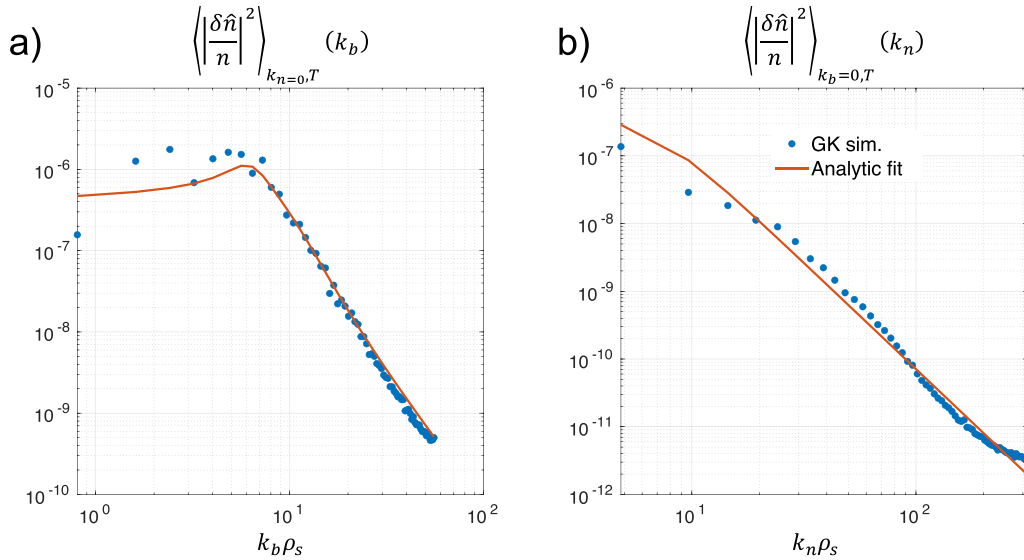 a)
⟨|δn̂/n|²⟩ₖₙ₌₀,T (k_b)
10^-5
10^-6
10^-7
10^-8
10^-9
10^-10
10^0
10^1
10^2
k_bρ_s
b)
⟨|δn̂/n|²⟩_{k_b=0,T} (k_n)
10^-6
10^-7
10^-8
10^-9
10^-10
10^-11
10^-12
GK sim.
Analytic fit
10^1
10^2
k_nρ_s